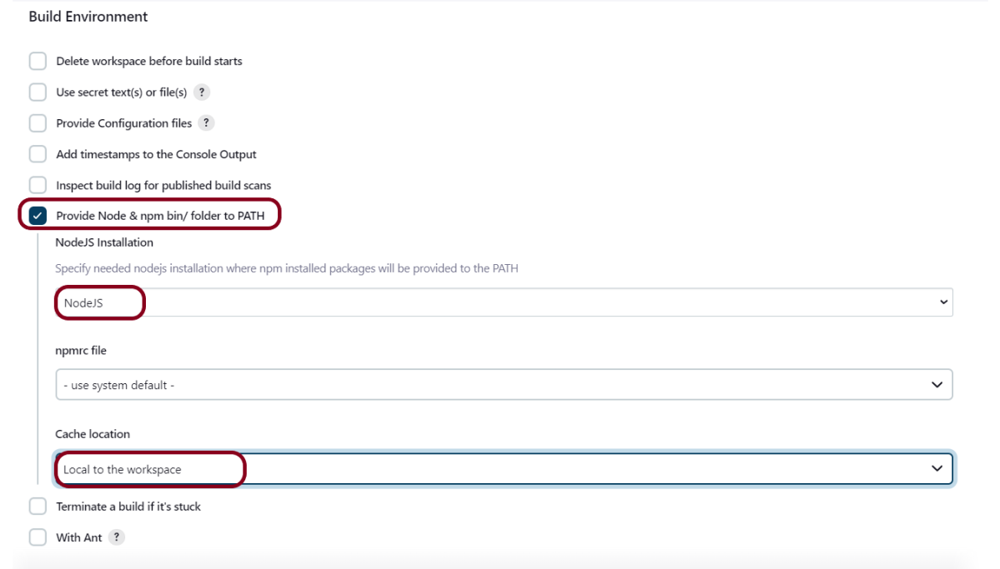 Build Environment
Delete workspace before build starts
Use secret text(s) or file(s) ?
Provide Configuration files ?
Add timestamps to the Console Output
Inspect build log for published build scans
Provide Node & npm bin/ folder to PATH
NodeJS Installation
Specify needed nodejs installation where npm installed packages will be provided to the PATH
NodeJS
npmrc file
- use system default -
Cache location
Local to the workspace
Terminate a build if it's stuck
With Ant ?